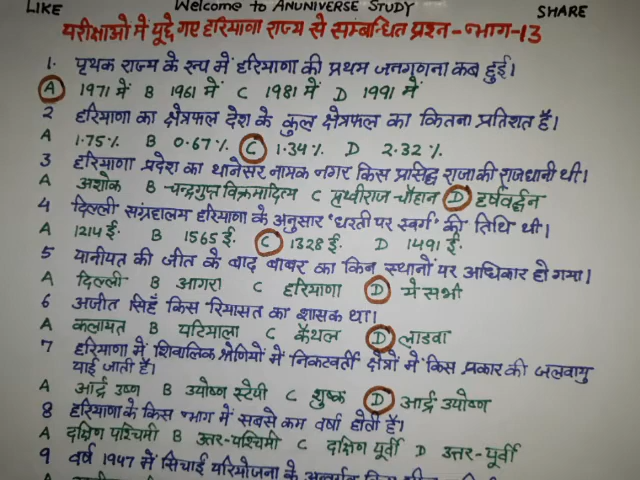 LIKE Welcome to ANUNIVERSE STUDY SHARE
परीक्षाओं में पूछे गए हरियाणा राज्य से सम्बन्धित प्रश्न-भाग-13
1. पृथक राज्य के रूप में हरियाणा की प्रथम जनगणना कब हुई।
A 1971 में B 1961 में C 1981 में D 1991 में
2 हरियाणा का क्षेत्रफल देश के कुल क्षेत्रफल का कितना प्रतिशत है।
A 1.75% B 0.67% C 1.34% D 2.32%
3 हरियाणा प्रदेश का थानेसर नामक नगर किस प्रसिद्ध राजा की राजधानी थी।
A अशोक B चन्द्रगुप्त विक्रमादित्य C पृथ्वीराज चौहान D हर्षवर्द्धन
4 दिल्ली संग्रहालय हरियाणा के अनुसार 'धरती पर स्वर्ग' की तिथि थी।
A 1214 ई. B 1565 ई. C 1328 ई. D 1491 ई.
5 पानीपत की जीत के बाद बाबर का किन स्थानों पर अधिकार हो गया।
A दिल्ली B आगरा C हरियाणा D ये सभी
6 अजीत सिहँ किस रियासत का शासक था।
A कलायत B पटियाला C कैथल D लाडवा
7 हरियाणा में शिवालिक श्रेणियों में निकटवर्ती क्षेत्रों में किस प्रकार की जलवायु
पाई जाती है।
A आर्द्र उष्ण B उपोष्ण स्टेपी C शुष्क D आर्द्र उपोष्ण
8 हरियाणा के किस भाग में सबसे कम वर्षा होती है।
A दक्षिण पश्चिमी B उत्तर-पश्चिमी C दक्षिण पूर्वी D उत्तर-पूर्वी
9 वर्ष 1947 में सिचाई परियोजना के अन्तर्गत